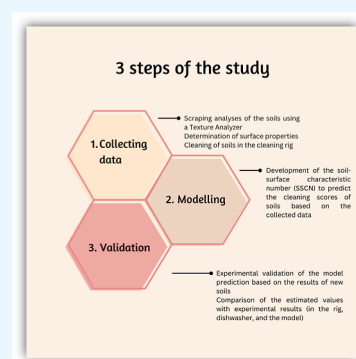 3 steps of the study
1. Collecting
data
Scraping analyses of the soils using
a Texture Analyzer
Determination of surface properties
Cleaning of soils in the cleaning rig
2. Modelling
Development of the soil-
surface characteristic
number (SSCN) to predict
the cleaning scores of
soils based on the
collected data
3. Validation
Experimental validation of the model
prediction based on the results of new
soils
Comparison of the estimated values
with experimental results (in the rig,
dishwasher, and the model)